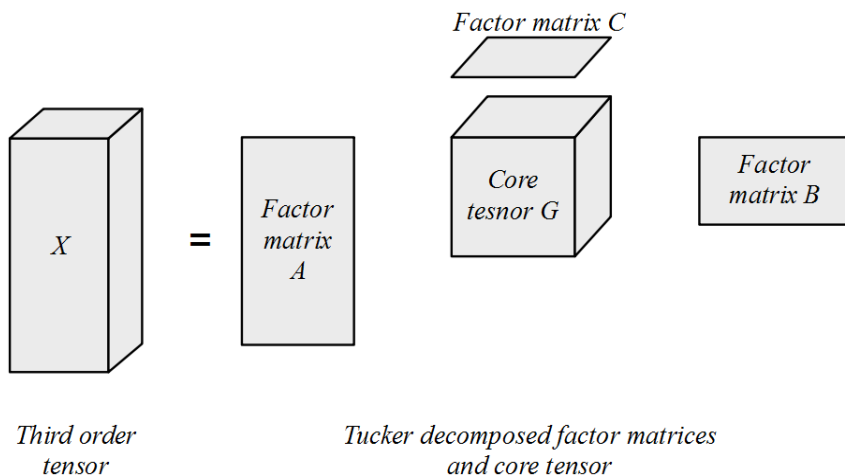 Factor matrix C
X
=
Factor
matrix
A
Core
tesnor G
Factor
matrix B
Third order
tensor
Tucker decomposed factor matrices
and core tensor